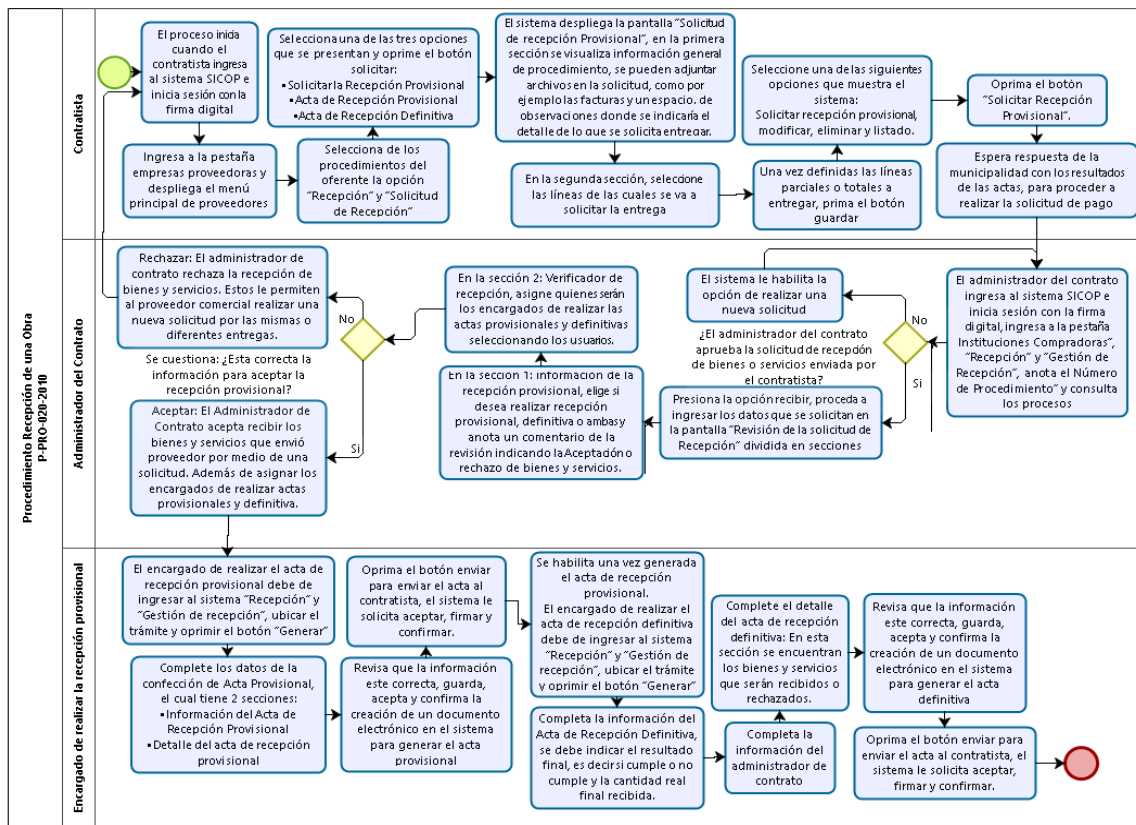 Procedimiento Recepción de una Obra
P-PRO-020-2010
Contratista
El proceso inicia
cuando el
contratista ingresa
al sistema SICOP e
inicia sesión con la
firma digital
Ingresa a la pestaña
empresas proveedoras y
despliega el menú
principal de proveedores
Selecciona de los
procedimientos del
oferente la opción
“Recepción” y “Solicitud
de Recepción”
Selecciona una de las tres opciones
que se presentan y oprime el botón
solicitar:
▪Solicitarla Recepción Provisional
▪Acta de Recepción Provisional
▪Acta de Recepción Definitiva
El sistema despliega la pantalla “Solicitud
de recepción Provisional”, en la primera
sección se visualiza información general
de procedimiento, se pueden adjuntar
archivos en la solicitud, como por
ejemplo las facturas y un espacio. de
observaciones donde se indicaría el
detalle de lo que se solicita entregar.
En la segunda sección, seleccione
las líneas de las cuales se va a
solicitar la entrega
Una vez definidas las líneas
parciales o totales a
entregar, prima el botón
guardar
Seleccione una de las siguientes
opciones que muestra el
sistema:
Solicitar recepción provisional,
modificar, eliminar y listado.
Oprima el botón
“Solicitar Recepción
Provisional”.
Espera respuesta de la
municipalidad con los resultados
de las actas, para proceder a
realizar la solicitud de pago
Administrador del Contrato
El administrador del contrato
ingresa al sistema SICOP e
inicia sesión con la firma
digital, ingresa a la pestaña
Instituciones Compradoras”,
“Recepción” y “Gestión de
Recepción”, anota el Número
de Procedimiento” y consulta
los procesos
El sistema le habilita la
opción de realizar una
nueva solicitud
No
¿El administrador del contrato
aprueba la solicitud de recepción
de bienes o servicios enviada por
el contratista?
Si
Presiona la opción recibir, proceda a
ingresar los datos que se solicitan en
la pantalla “Revisión de la solicitud de
Recepción” dividida en secciones
En la sección 1: información de la
recepción provisional, elige si
desea realizar recepción
provisional, definitiva o ambas y
anota un comentario de la
revisión indicando la Aceptación o
rechazo de bienes y servicios.
En la sección 2: Verificador de
recepción, asigne quienes serán
los encargados de realizar las
actas provisionales y definitivas
seleccionando los usuarios.
No
Rechazar: El administrador de
contrato rechaza la recepción de
bienes y servicios. Estos le permiten
al proveedor comercial realizar una
nueva solicitud por las mismas o
diferentes entregas.
Se cuestiona: ¿Esta correcta la
información para aceptar la
recepción provisional?
Si
Aceptar: El Administrador de
Contrato acepta recibir los
bienes y servicios que envió
proveedor por medio de una
solicitud. Además de asignar los
encargados de realizar actas
provisionales y definitiva.
Encargado de realizar la recepción provisional
El encargado de realizar el acta de
recepción provisional debe de
ingresar al sistema “Recepción” y
“Gestión de recepción”, ubicar el
trámite y oprimir el botón “Generar”
Complete los datos de la
confección de Acta Provisional,
el cual tiene 2 secciones:
▪Información del Acta de
Recepción Provisional
▪Detalle del acta de recepción
provisional
Revisa que la información
este correcta, guarda,
acepta y confirma la
creación de un documento
electrónico en el sistema
para generar el acta
provisional
Oprima el botón enviar
para enviar el acta al
contratista, el sistema le
solicita aceptar, firmar y
confirmar.
Se habilita una vez generada
el acta de recepción
provisional.
El encargado de realizar el
acta de recepción definitiva
debe de ingresar al sistema
“Recepción” y “Gestión de
recepción”, ubicar el trámite
y oprimir el botón “Generar”
Completa la información del
Acta de Recepción Definitiva,
se debe indicar el resultado
final, es decirsi cumple o no
cumple y la cantidad real
final recibida.
Completa la
información del
administrador de
contrato
Complete el detalle
del acta de recepción
definitiva: En esta
sección se encuentran
los bienes y servicios
que serán recibidos o
rechazados.
Revisa que la información
este correcta, guarda,
acepta y confirma la
creación de un documento
electrónico en el sistema
para generar el acta
definitiva
Oprima el botón enviar para
enviar el acta al contratista, el
sistema le solicita aceptar,
firmar y confirmar.